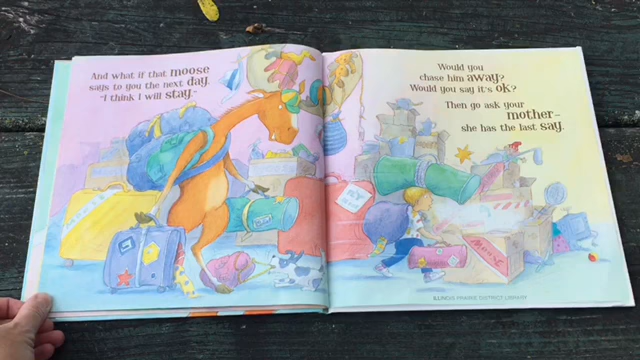 And what if that moose
says to you the next day,
"I think I will stay."
Would you
chase him away?
Would you say it's ok?
Then go ask your
mother—
she has the last say.
MOOSE
ILLINOIS PRAIRIE DISTRICT LIBRARY